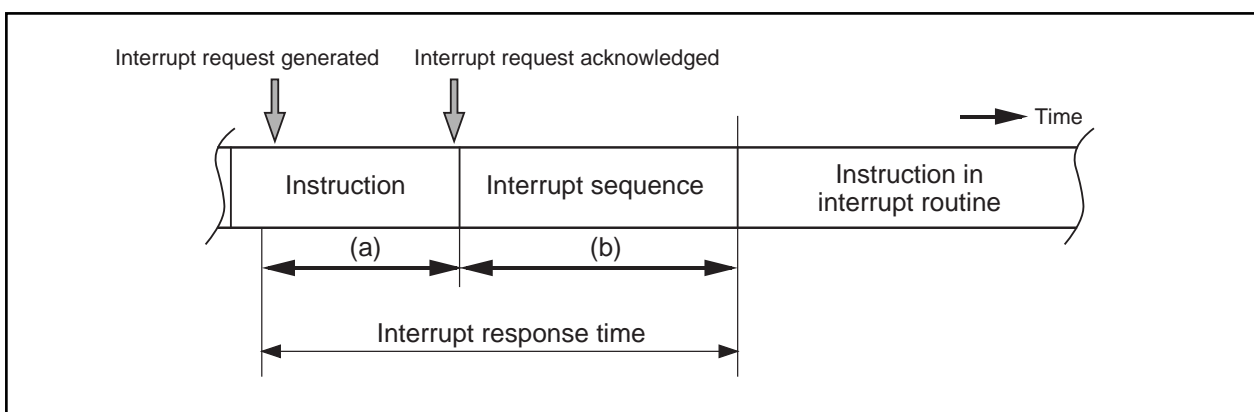 Interrupt request generated
Interrupt request acknowledged
Time
Instruction
Interrupt sequence
Instruction in
interrupt routine
(a)
(b)
Interrupt response time